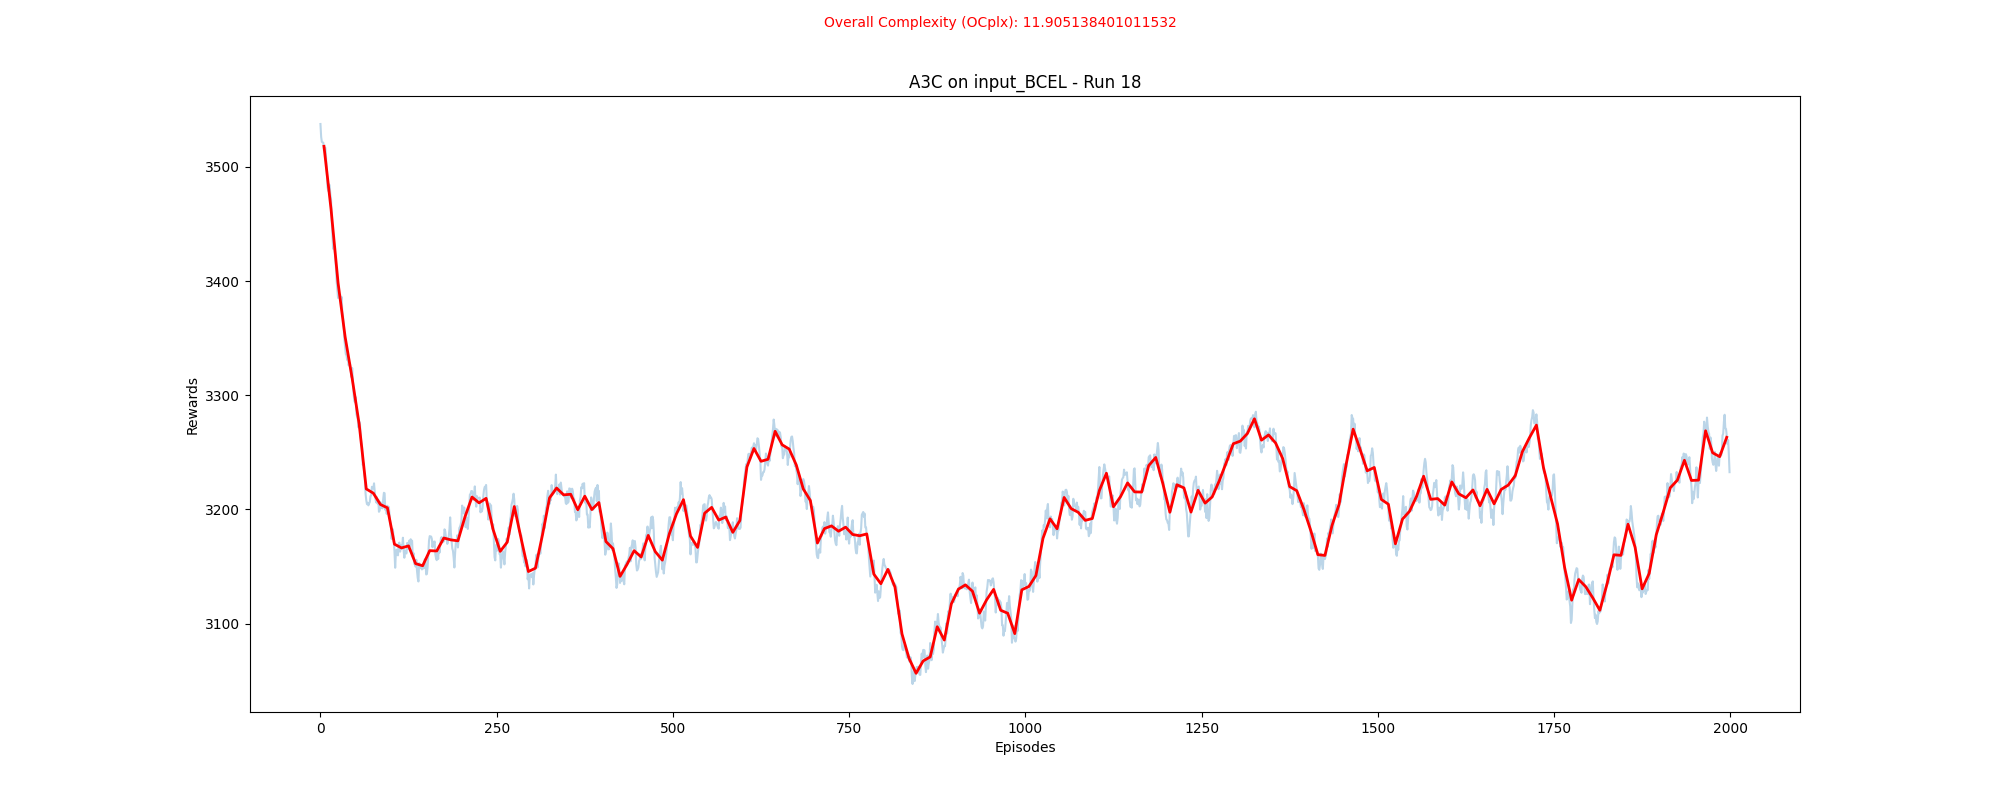 Overall Complexity (OCplx): 11.905138401011532
A3C on input_BCEL - Run 18
Rewards
3500
3400
3300
3200
3100
0 250 500 750 1000 1250 1500 1750 2000
Episodes